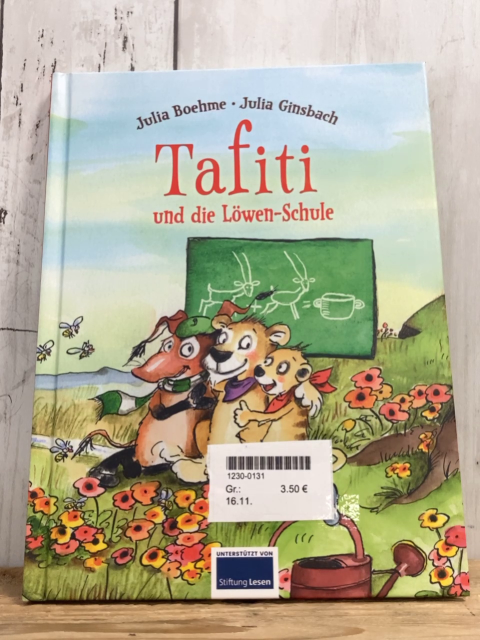 Julia Boehme • Julia Ginsbach
Tafiti
und die Löwen-Schule
1230-0131
Gr.: 3.50 €
16.11.
UNTERSTÜTZT VON
Stiftung Lesen